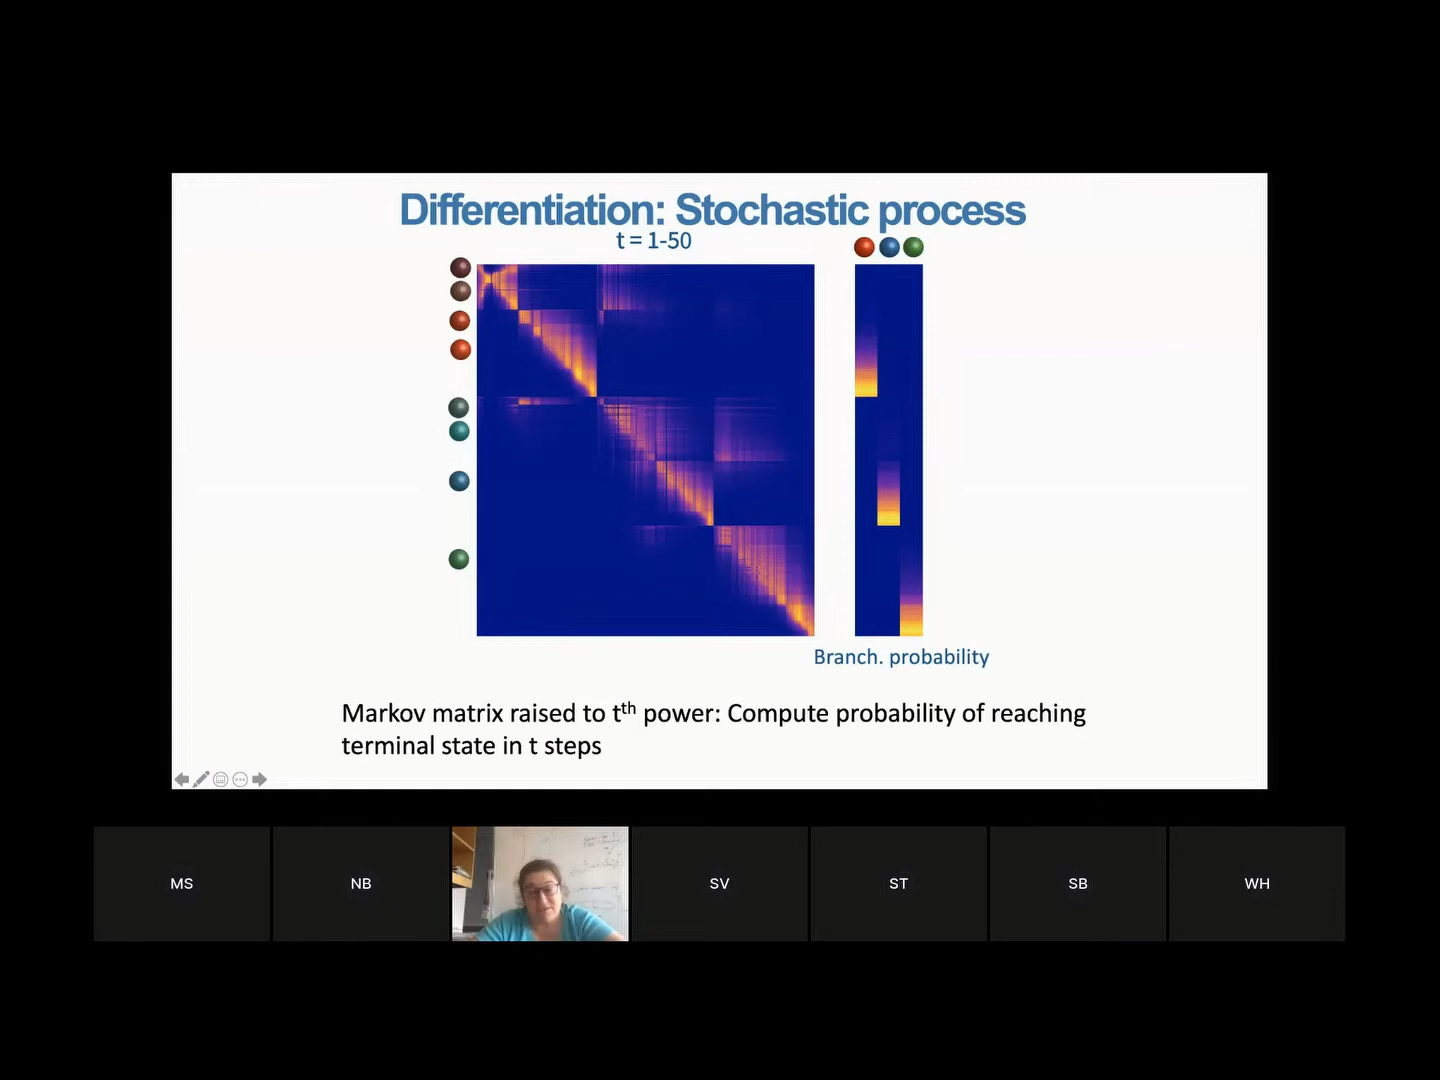 Differentiation: Stochastic process
t = 1-50
Branch. probability
Markov matrix raised to tth power: Compute probability of reaching
terminal state in t steps
MS
NB
SV
ST
SB
WH